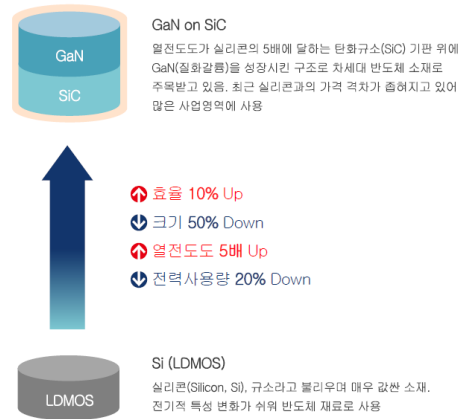 GaN on SiC
열전도도가 실리콘의 5배에 달하는 탄화규소(SiC) 기판 위에
GaN(질화갈륨)을 성장시킨 구조로 차세대 반도체 소재로
주목받고 있음. 최근 실리콘과의 가격 격차가 좁혀지고 있어
많은 사업영역에 사용
GaN
SiC
효율 10% Up
크기 50% Down
열전도도 5배 Up
전력사용량 20% Down
Si (LDMOS)
실리콘(Silicon, Si), 규소라고 불리우며 매우 값싼 소재.
전기적 특성 변화가 쉬워 반도체 재료로 사용
LDMOS